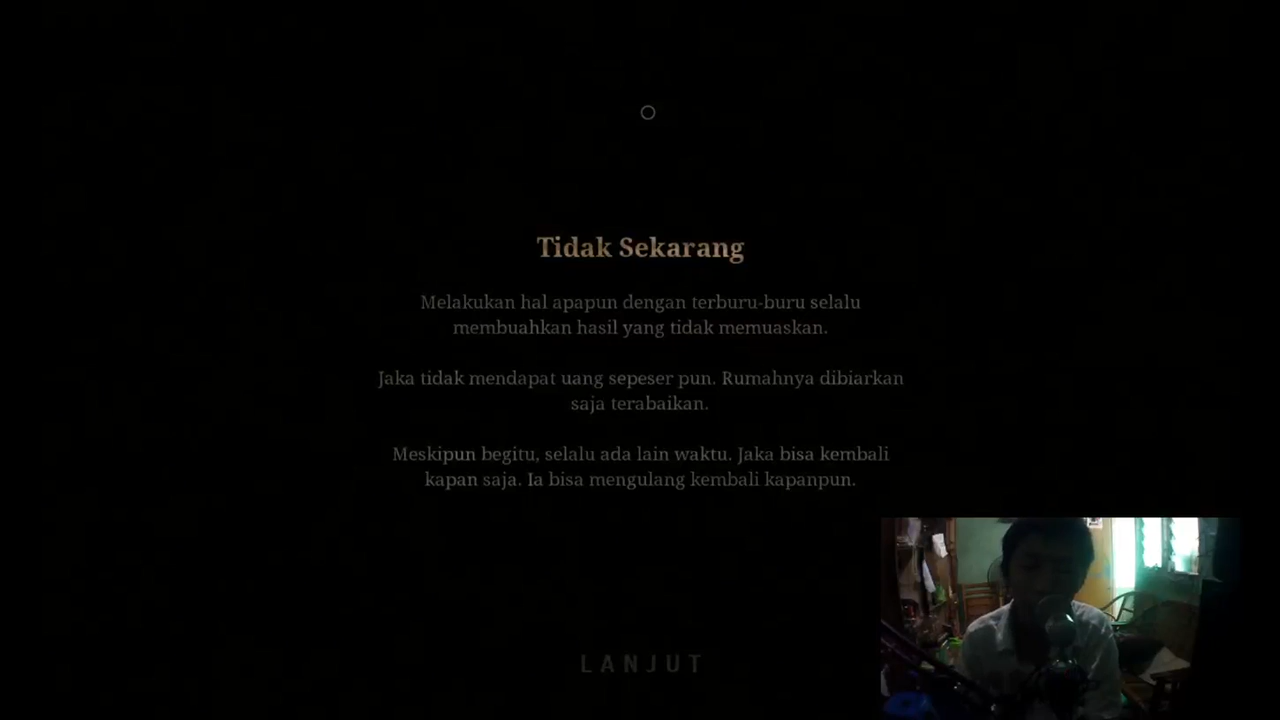 Tidak Sekarang
Melakukan hal apapun dengan terburu-buru selalu
membuahkan hasil yang tidak memuaskan.
Jaka tidak mendapat uang sepeser pun. Rumahnya dibiarkan
saja terabaikan.
Meskipun begitu, selalu ada lain waktu. Jaka bisa kembali
kapan saja. Ia bisa mengulang kembali kapanpun.
LANJUT